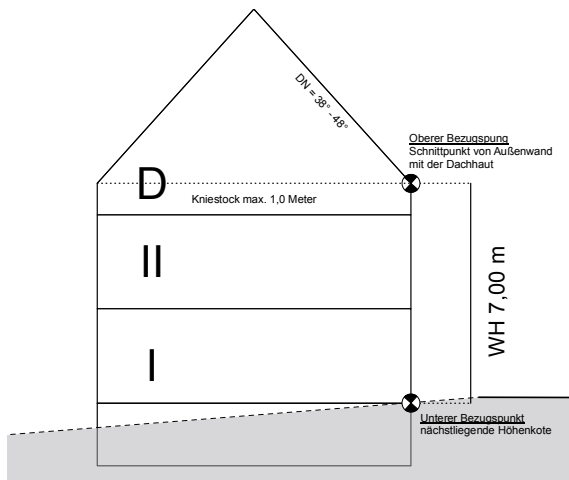 DN = 38° - 48°
Oberer Bezugspung
Schnittpunkt von Außenwand
mit der Dachhaut
D
Kniestock max. 1,0 Meter
II
WH 7,00 m
I
Unterer Bezugspunkt
nächstliegende Höhenkote